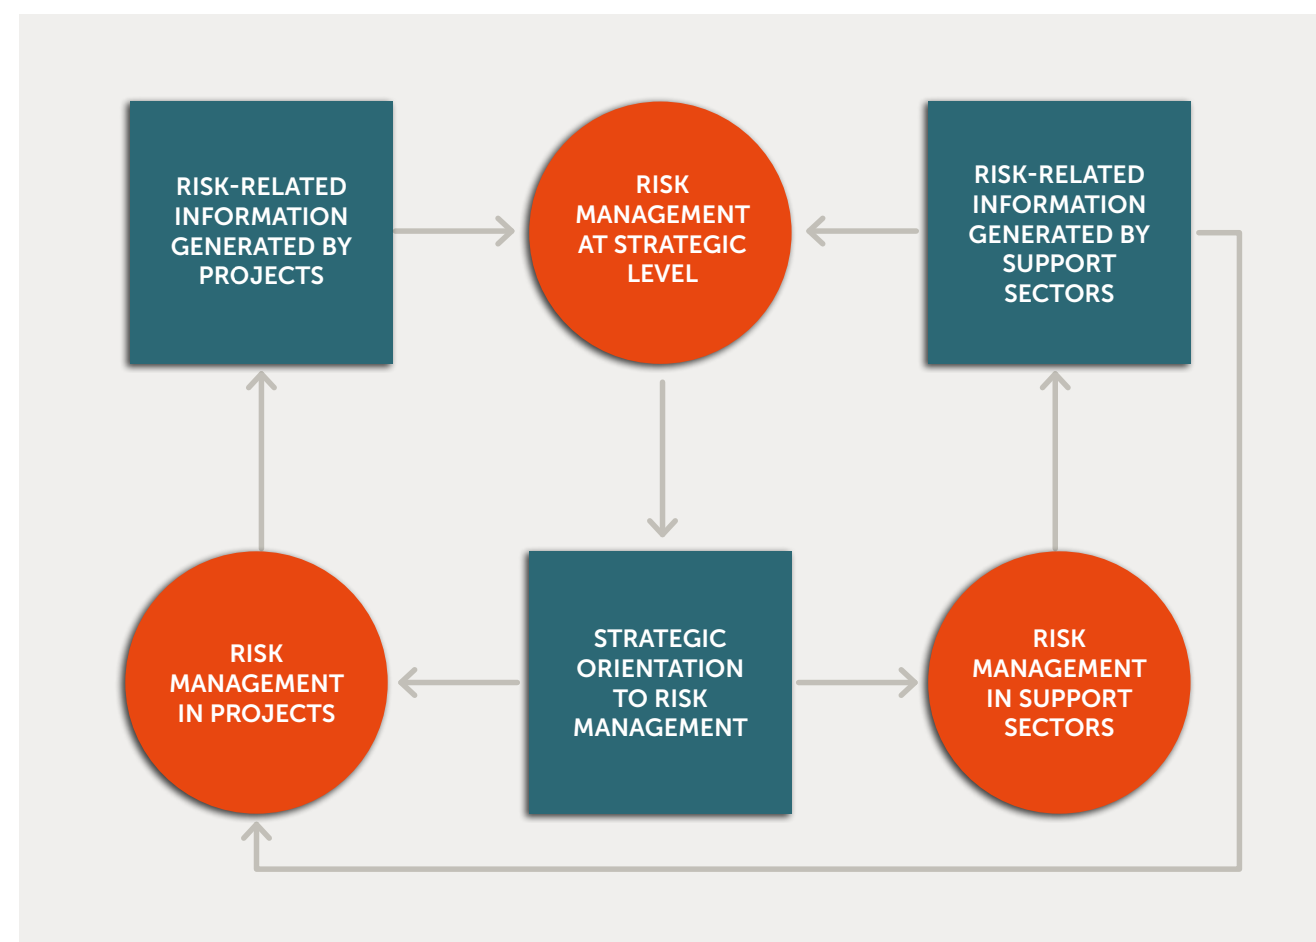 RISK-RELATED
INFORMATION
GENERATED BY
PROJECTS
RISK
MANAGEMENT
AT STRATEGIC
LEVEL
RISK-RELATED
INFORMATION
GENERATED BY
SUPPORT
SECTORS
RISK
MANAGEMENT
IN PROJECTS
STRATEGIC
ORIENTATION
TO RISK
MANAGEMENT
RISK
MANAGEMENT
IN SUPPORT
SECTORS